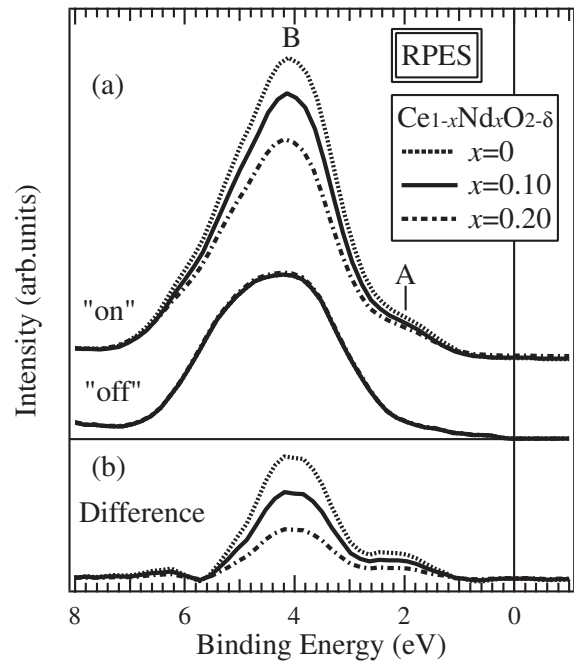 B
RPES
(a)
Ce1-xNdxO2-δ
x=0
x=0.10
x=0.20
A
"on"
"off"
Intensity (arb.units)
(b)
Difference
8 6 4 2 0
Binding Energy (eV)